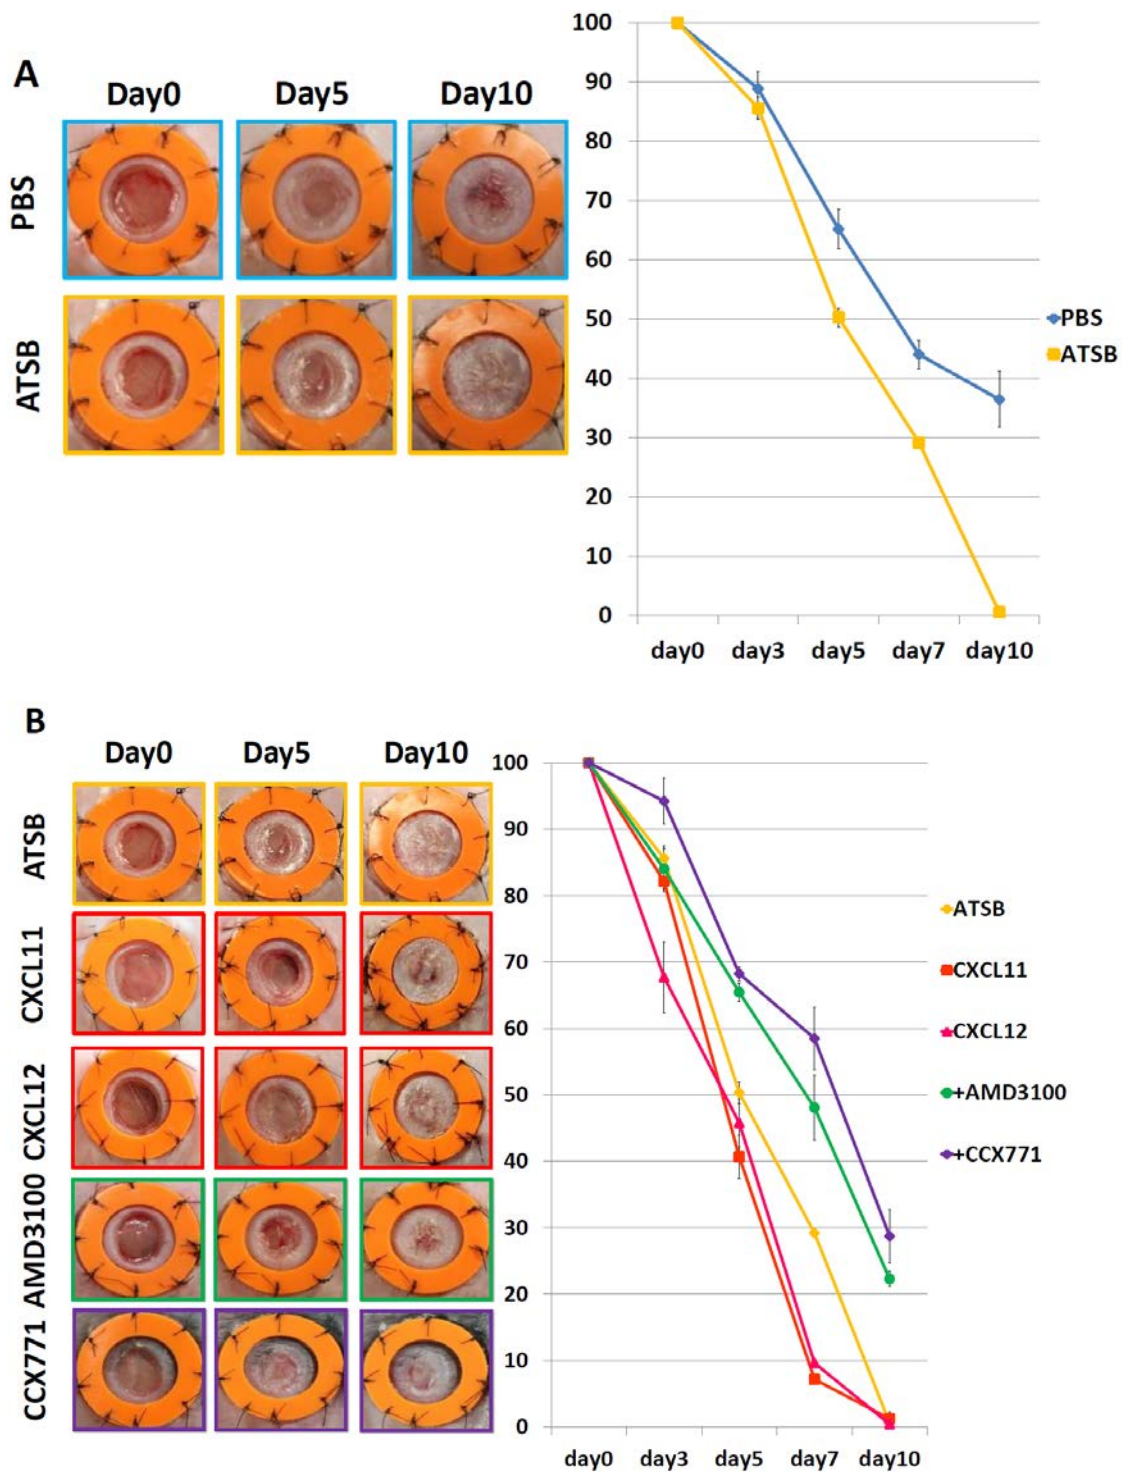 A
Day0 Day5 Day10
PBS
ATSB
100
90
80
70
60
50
40
30
20
10
0
day0 day3 day5 day7 day10
PBS
ATSB
B
Day0 Day5 Day10
ATSB
CXCL11
CXCL12
AMD3100
CCX771
100
90
80
70
60
50
40
30
20
10
0
day0 day3 day5 day7 day10
ATSB
CXCL11
CXCL12
+AMD3100
+CCX771